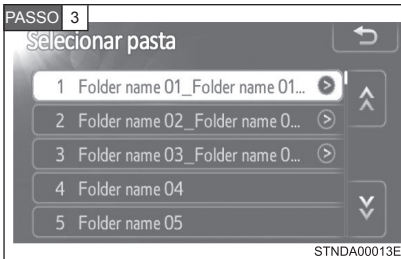 PASSO 3
Selecionar pasta
1 Folder name 01_Folder name 01...
2 Folder name 02_Folder name 0...
3 Folder name 03_Folder name 0...
4 Folder name 04
5 Folder name 05
STNDA00013E